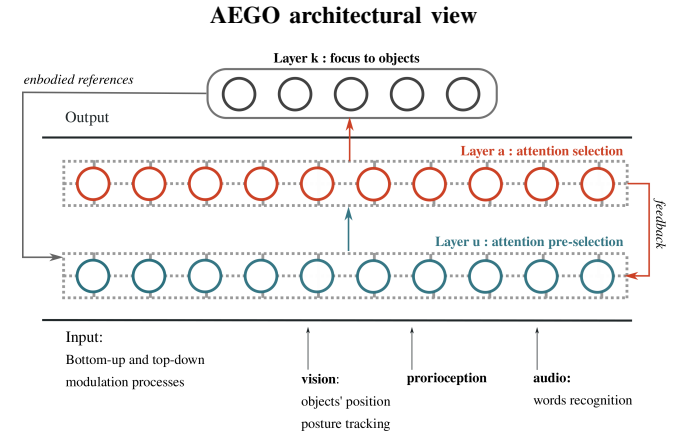 AEGO architectural view
Layer k : focus to objects
enbodied references
Output
Layer a : attention selection
feedback
Layer u : attention pre-selection
Input:
Bottom-up and top-down
modulation processes
vision:
objects' position
posture tracking
prorioception
audio:
words recognition